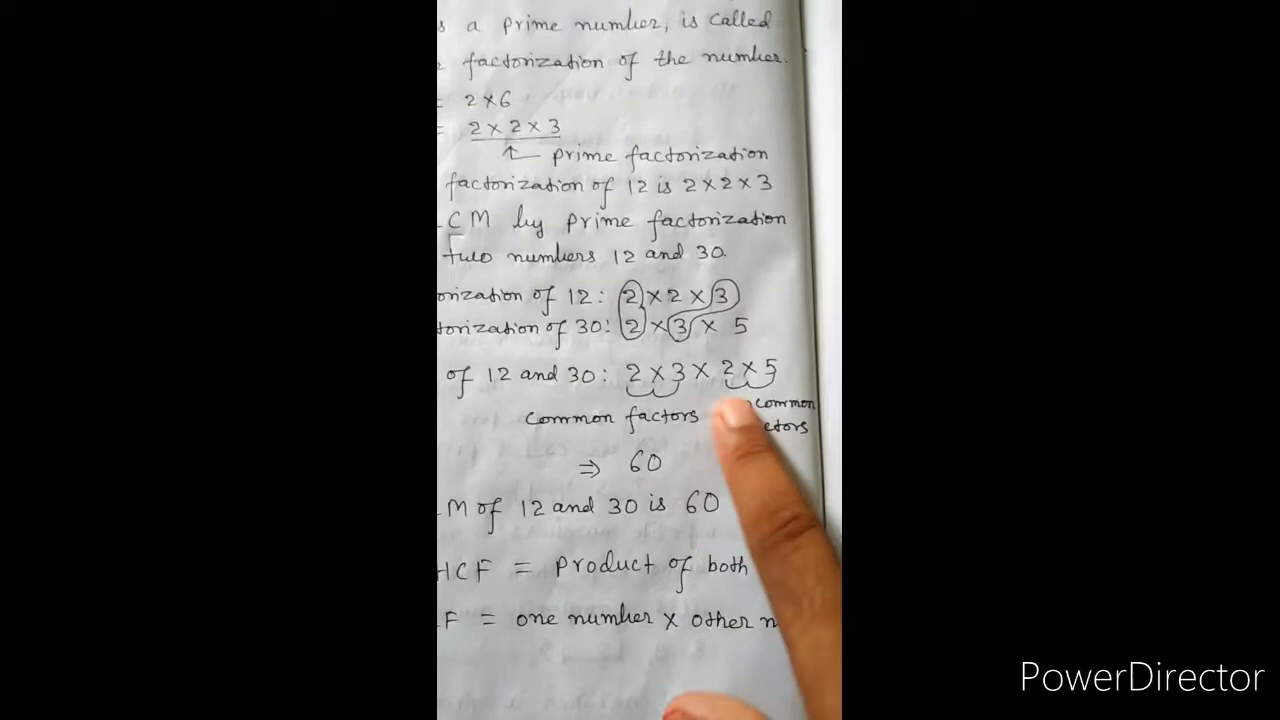 a prime number, is called
factorization of the number.
= 2×6
= 2×2×3
prime factorization
factorization of 12 is 2×2×3
CM by prime factorization
two numbers 12 and 30.
orization of 12: 2×2×3
torization of 30: 2×3× 5
of 12 and 30: 2×3×2×5
common factors common
ctors
⇒ 60
M of 12 and 30 is 60
HCF = product of both
F = one number × other n
PowerDirector